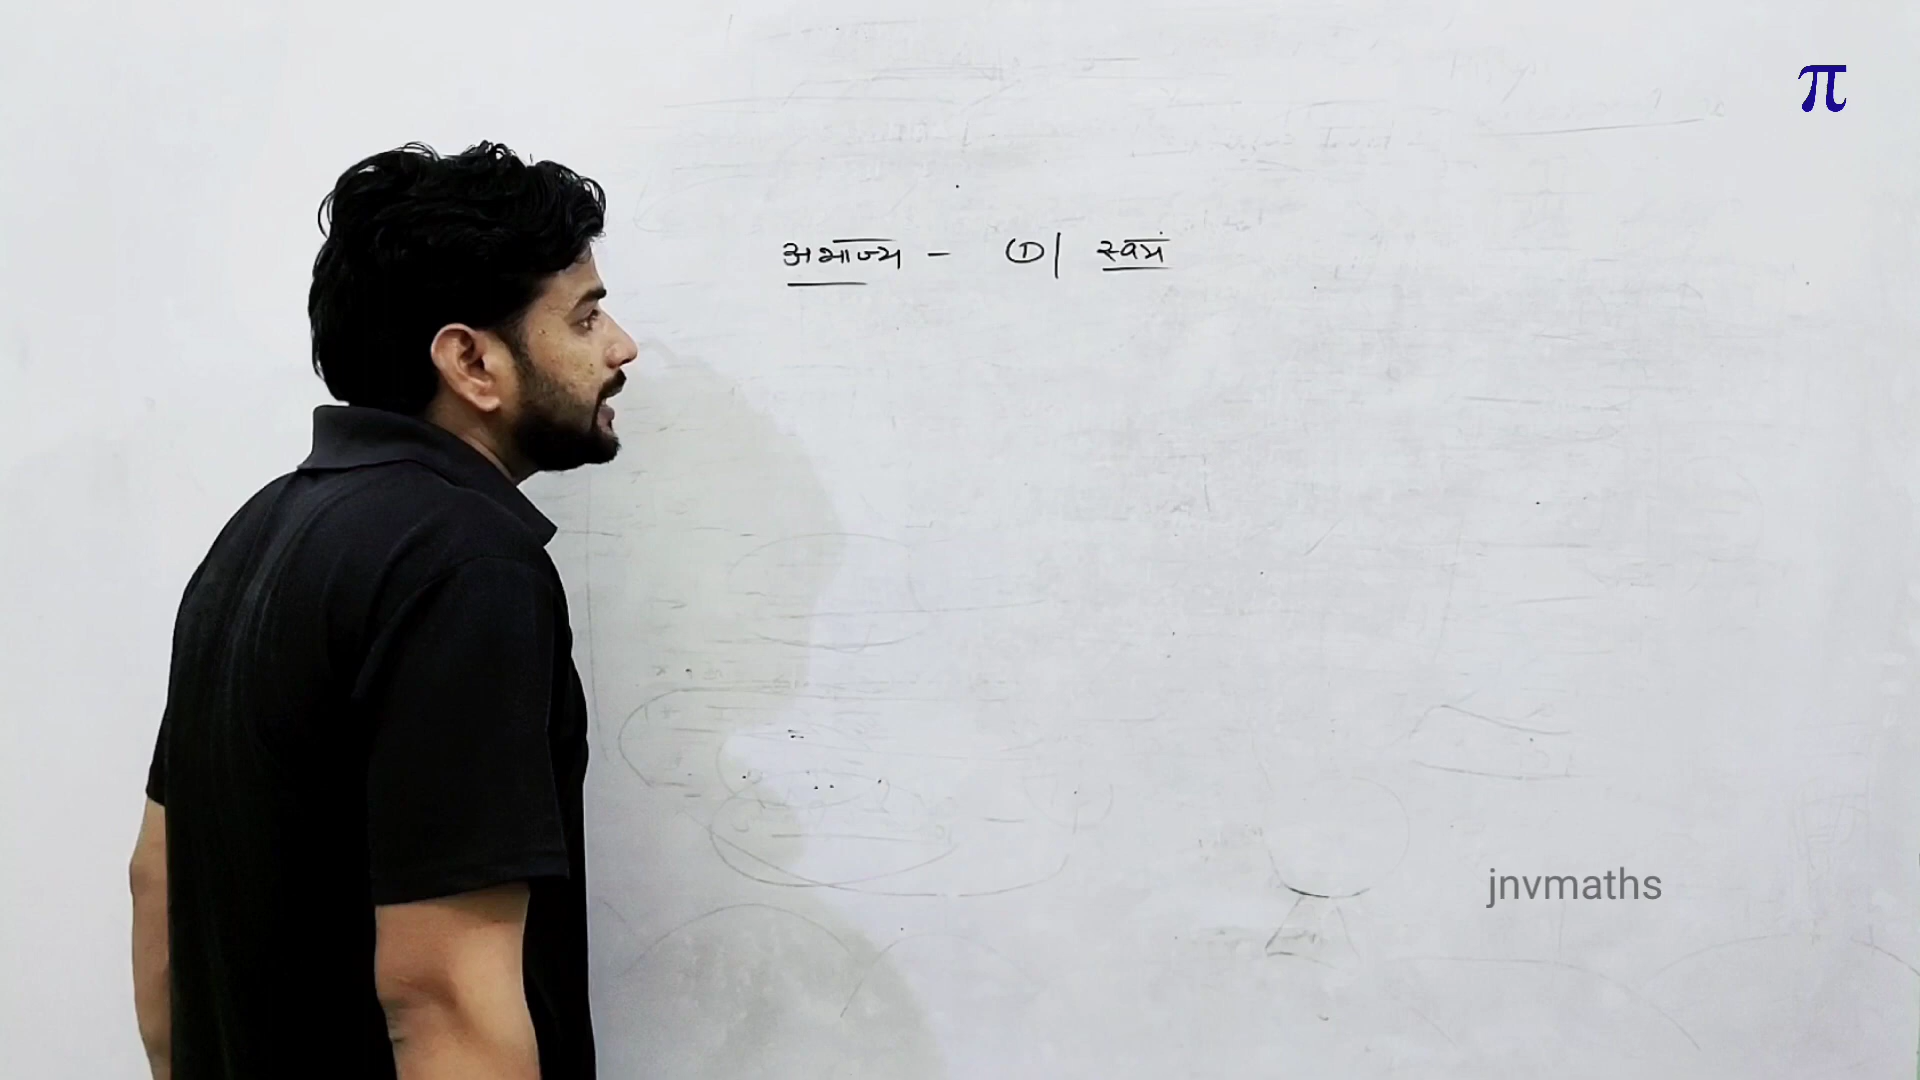 π
अभाज्य – ① | स्वयं
jnvmaths